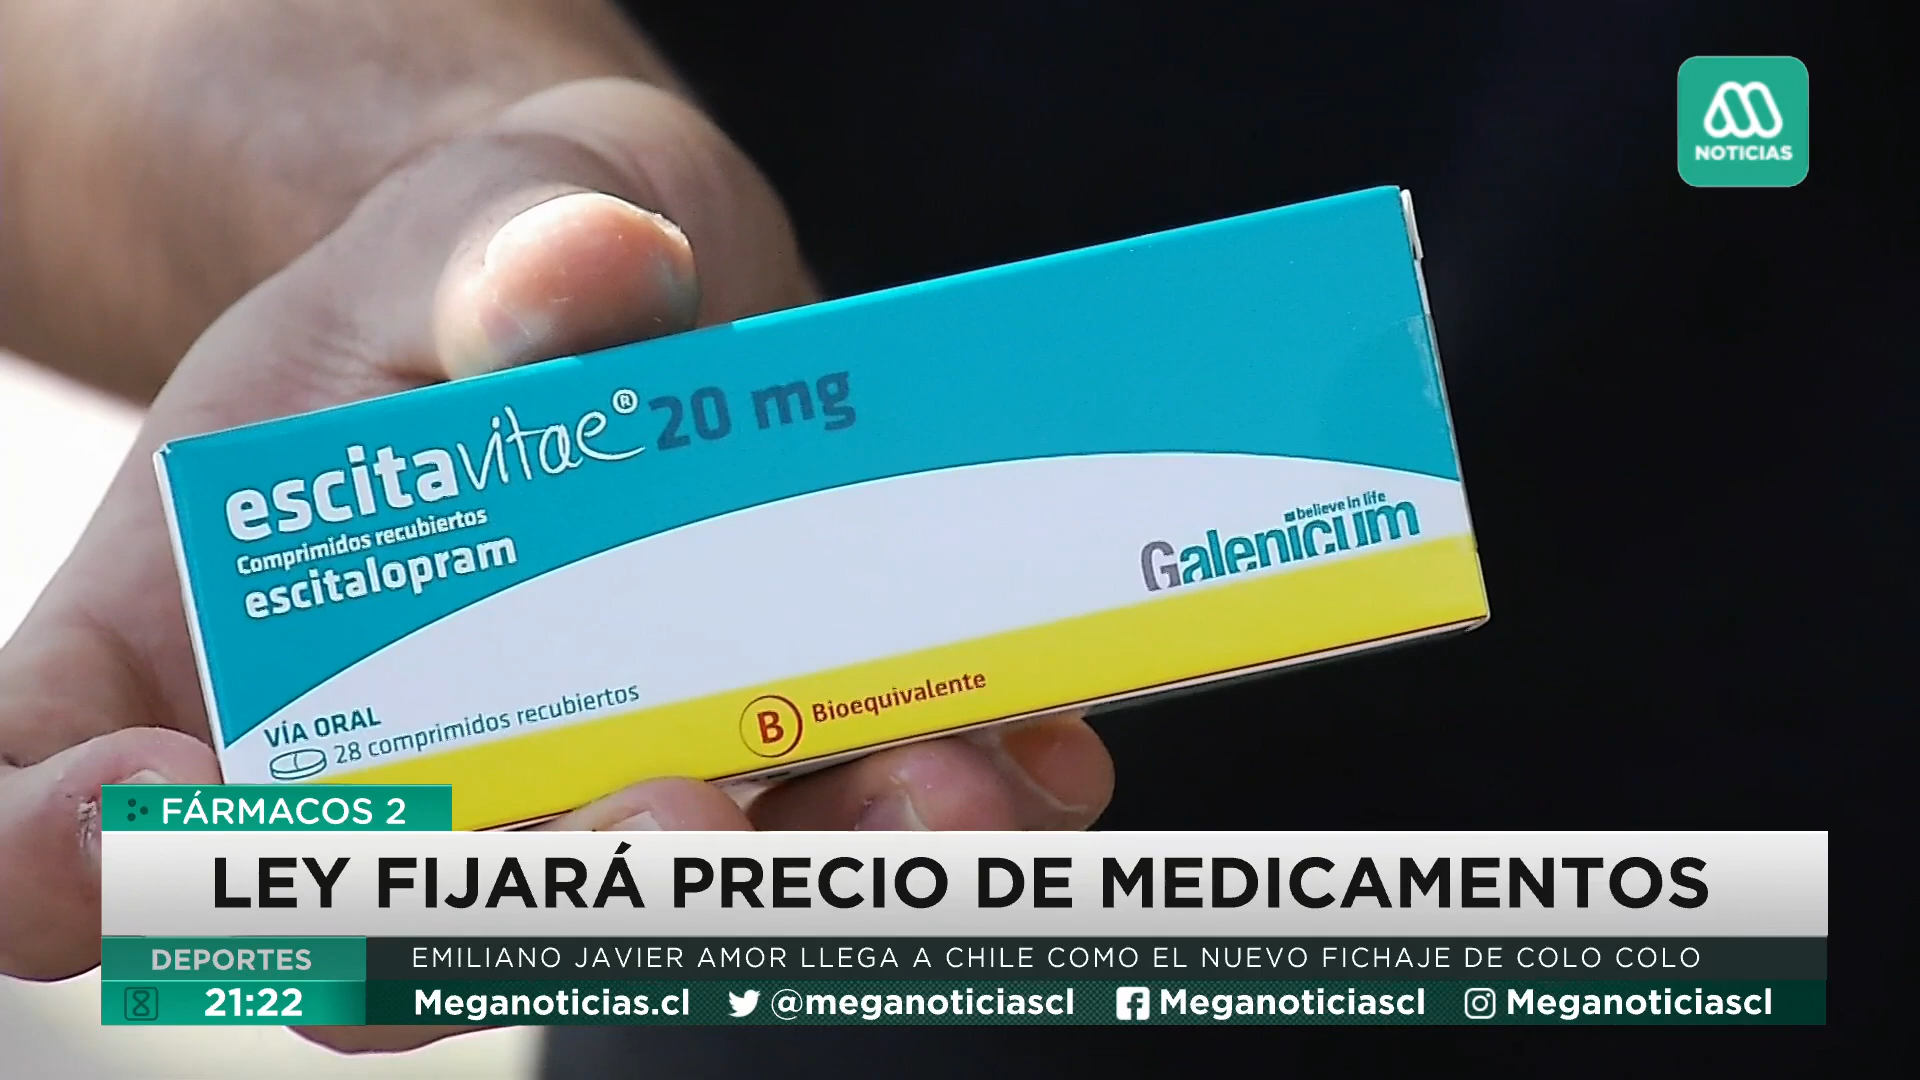 NOTICIAS
escitavitae® 20 mg
Comprimidos recubiertos
escitalopram
believe in life
Galenicum
VÍA ORAL
28 comprimidos recubiertos
B Bioequivalente
FÁRMACOS 2
LEY FIJARÁ PRECIO DE MEDICAMENTOS
DEPORTES EMILIANO JAVIER AMOR LLEGA A CHILE COMO EL NUEVO FICHAJE DE COLO COLO
21:22 Meganoticias.cl @meganoticiascl Meganoticiascl Meganoticiascl